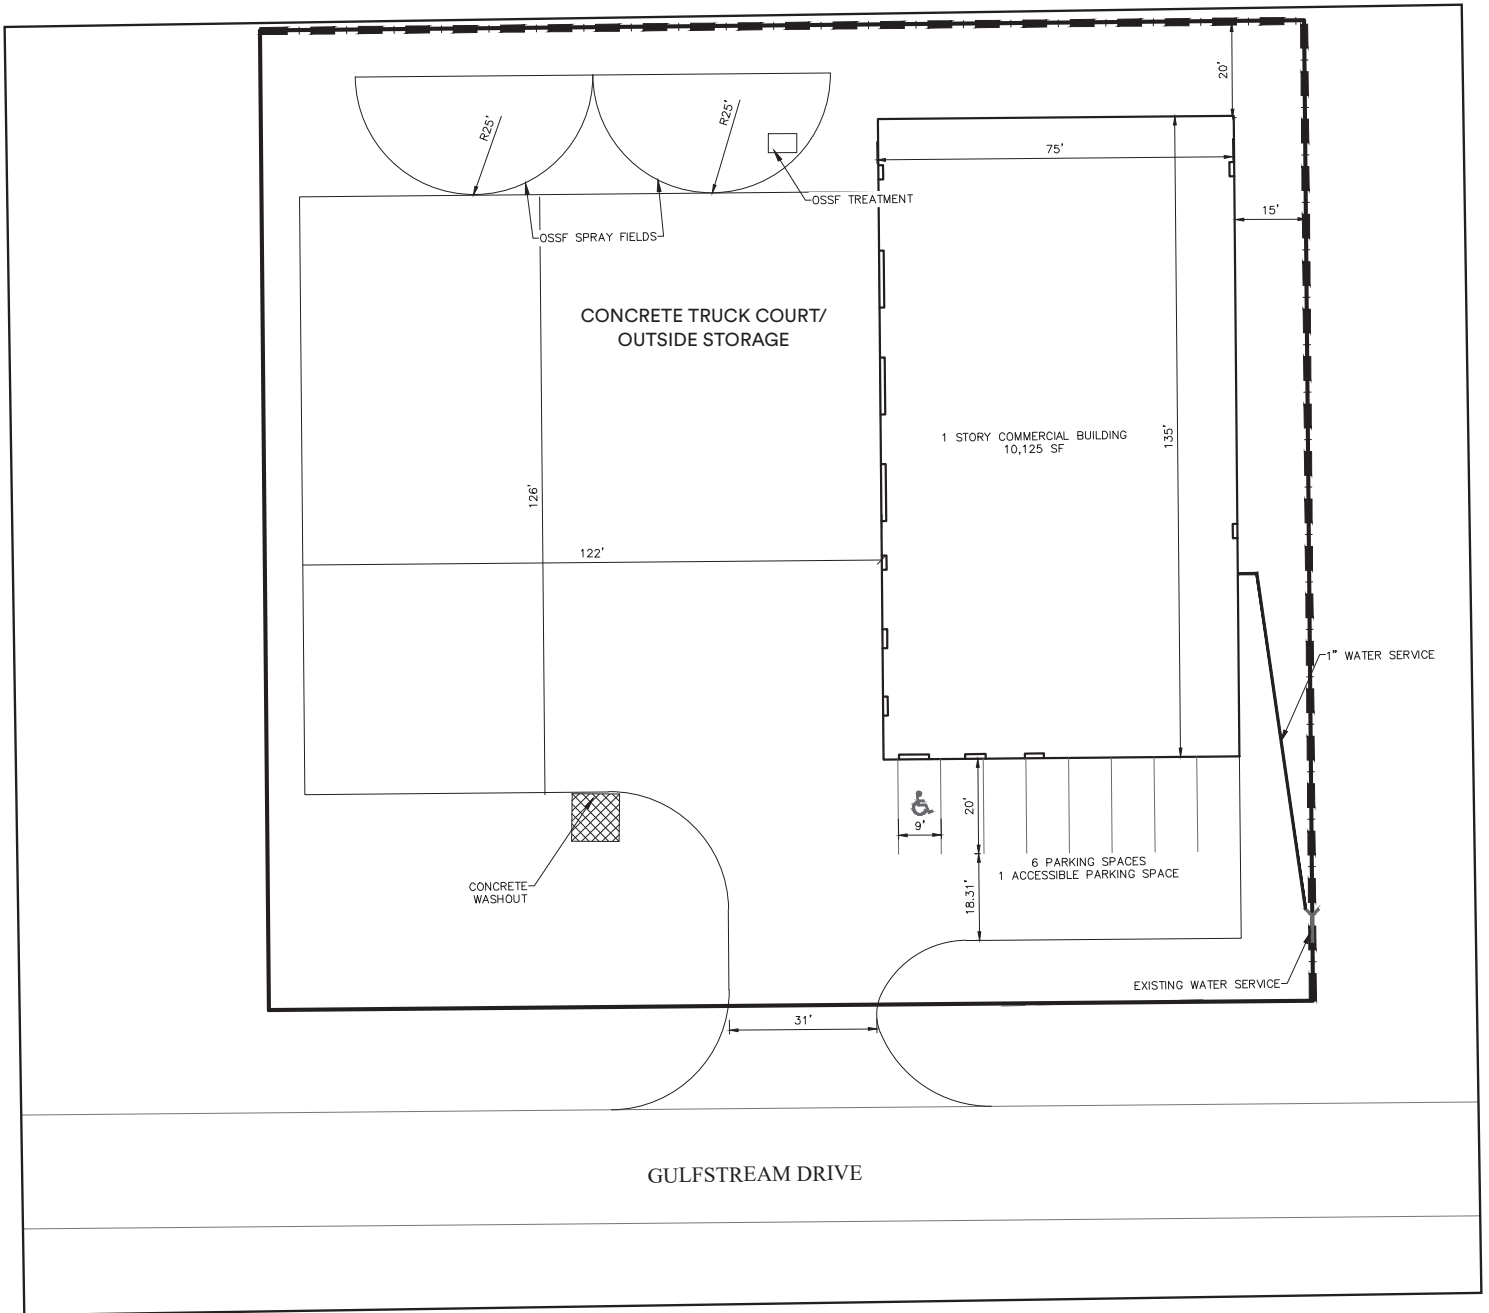 20'
R25'
R25'
75'
OSSF TREATMENT
15'
OSSF SPRAY FIELDS
CONCRETE TRUCK COURT/
OUTSIDE STORAGE
1 STORY COMMERCIAL BUILDING
10,125 SF
135'
126'
122'
1" WATER SERVICE
20'
9'
6 PARKING SPACES
1 ACCESSIBLE PARKING SPACE
CONCRETE
WASHOUT
18.31'
EXISTING WATER SERVICE
31'
GULFSTREAM DRIVE